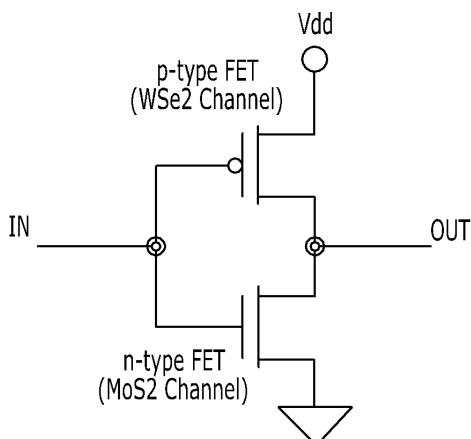 Vdd
p-type FET
(WSe2 Channel)
IN
OUT
n-type FET
(MoS2 Channel)